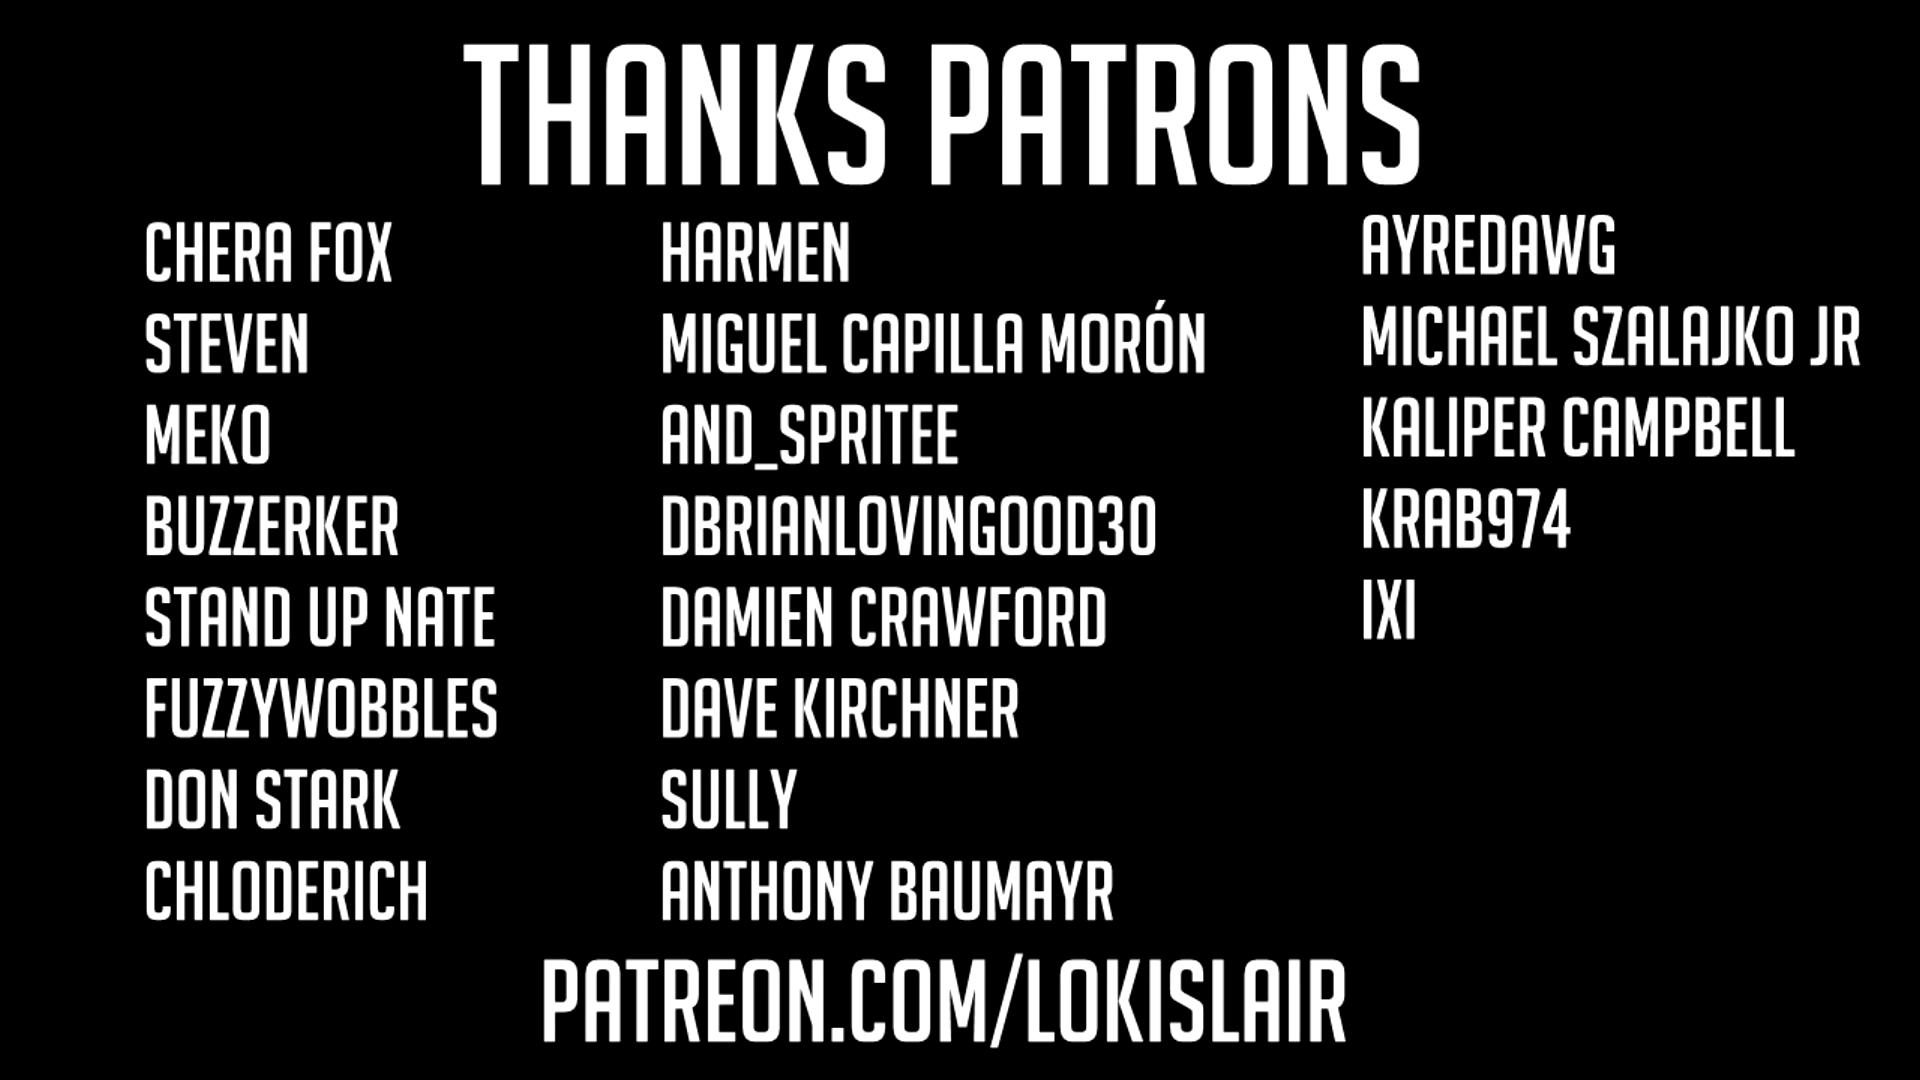 THANKS PATRONS
CHERA FOX
STEVEN
MEKO
BUZZERKER
STAND UP NATE
FUZZYWOBBLES
DON STARK
CHLODERICH
HARMEN
MIGUEL CAPILLA MORÓN
AND_SPRITEE
DBRIANLOVINGOOD30
DAMIEN CRAWFORD
DAVE KIRCHNER
SULLY
ANTHONY BAUMAYR
AYREDAWG
MICHAEL SZALAJKO JR
KALIPER CAMPBELL
KRAB974
IXI
PATREON.COM/LOKISLAIR